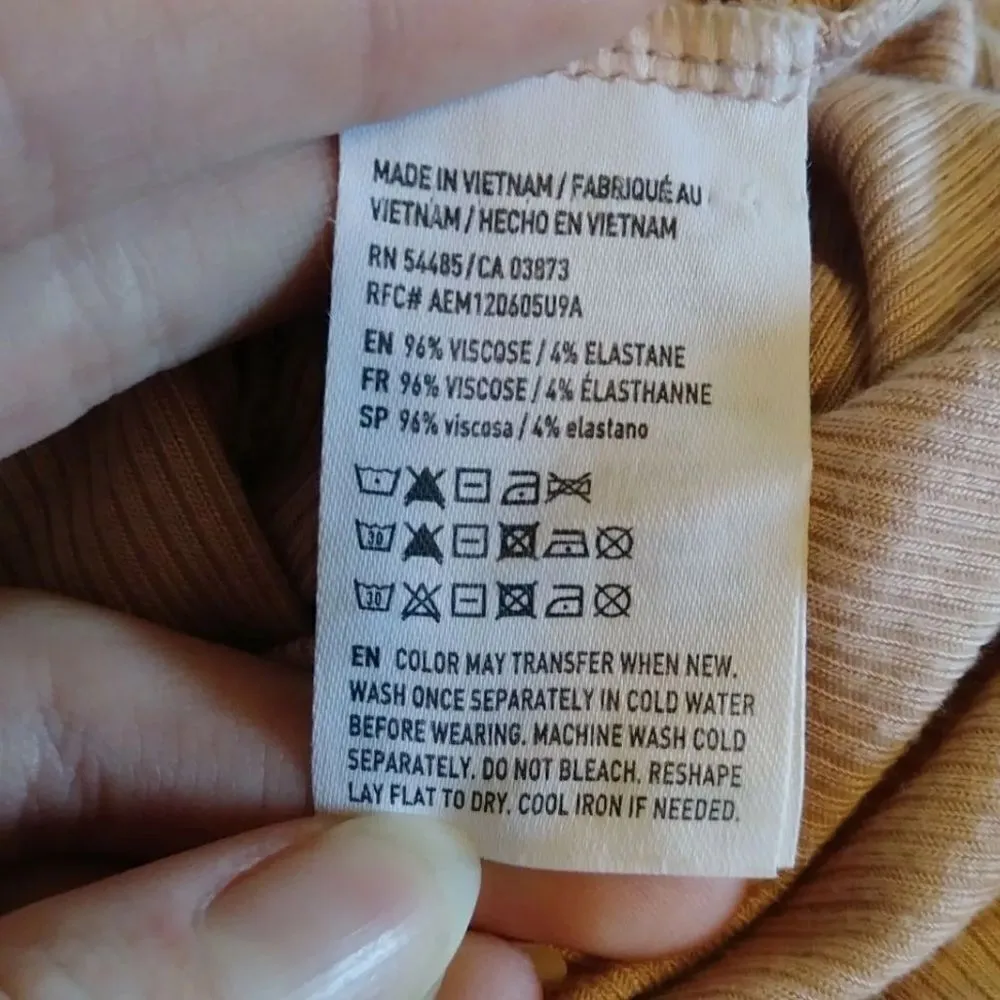 MADE IN VIETNAM / FABRIQUÉ AU
VIETNAM / HECHO EN VIETNAM
RN 54485/CA 03873
RFC# AEM120605U9A
EN 96% VISCOSE / 4% ELASTANE
FR 96% VISCOSE / 4% ÉLASTHANNE
SP 96% viscosa / 4% elastano
30
30
EN COLOR MAY TRANSFER WHEN NEW.
WASH ONCE SEPARATELY IN COLD WATER
BEFORE WEARING. MACHINE WASH COLD
SEPARATELY. DO NOT BLEACH. RESHAPE
LAY FLAT TO DRY. COOL IRON IF NEEDED.